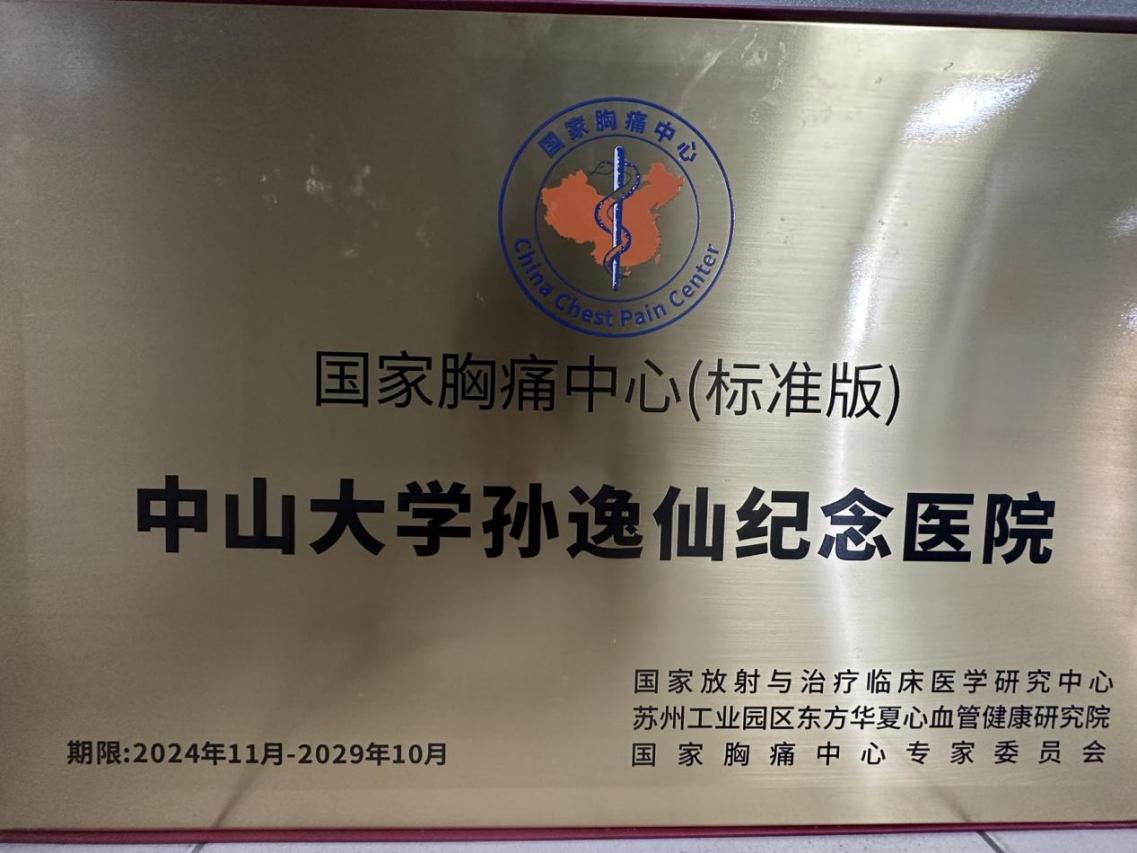 国家胸痛中心
China Chest Pain Center
国家胸痛中心(标准版)
中山大学孙逸仙纪念医院
国家放射与治疗临床医学研究中心
苏州工业园区东方华夏心血管健康研究院
国家胸痛中心专家委员会
期限:2024年11月-2029年10月